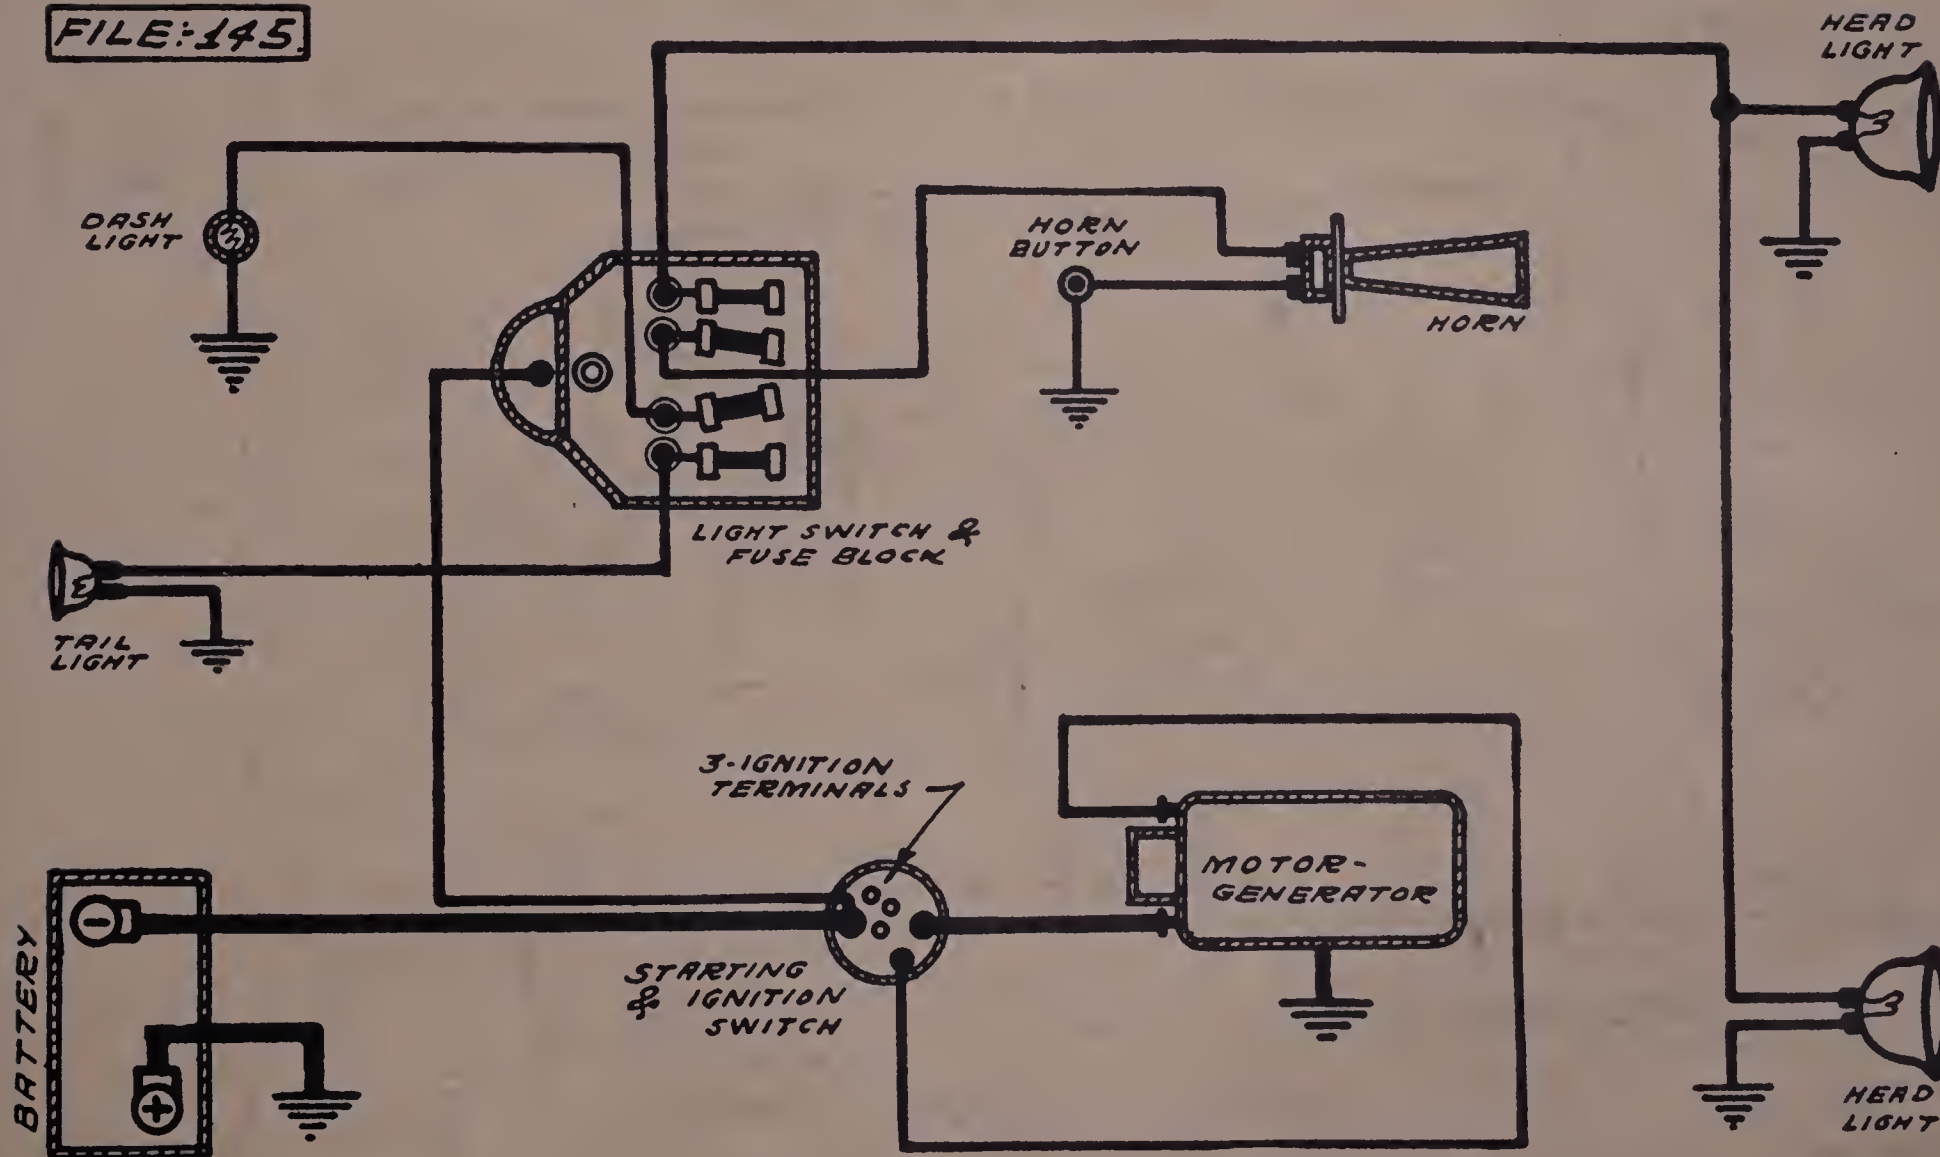 FILE:-145.
HEAD
LIGHT
DASH
LIGHT
HORN
BUTTON
HORN
LIGHT SWITCH &
FUSE BLOCK
TAIL
LIGHT
3-IGNITION
TERMINALS
MOTOR-
GENERATOR
BATTERY
-
+
STARTING
& IGNITION
SWITCH
HEAD
LIGHT